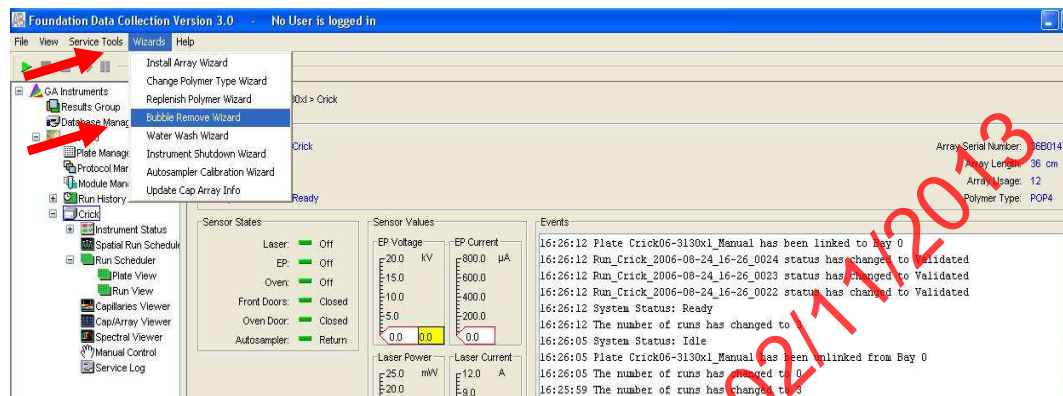 Foundation Data Collection Version 3.0 - No User is logged in
File View Service Tools Wizards Help
Install Array Wizard
Change Polymer Type Wizard
Replenish Polymer Wizard
Bubble Remove Wizard
Water Wash Wizard
Instrument Shutdown Wizard
Autosampler Calibration Wizard
Update Cap Array Info
GA Instruments
Results Group
Database Manag
Plate Manage
Protocol Man
Module Man
Run History
Crick
Instrument Status
Spatial Run Schedule
Run Scheduler
Plate View
Run View
Capillaries Viewer
Cap/Array Viewer
Spectral Viewer
Manual Control
Service Log
30xl > Crick
Crick
Ready
Array Serial Number: 36B014
Array Length: 36 cm
Array Usage: 12
Polymer Type: POP4
Sensor States
Laser: Off
EP: Off
Oven: Off
Front Doors: Closed
Oven Door: Closed
Autosampler: Return
Sensor Values
EP Voltage
20.0 kV
15.0
10.0
5.0
0.0 0.0
EP Current
800.0 µA
600.0
400.0
200.0
0.0
Laser Power
25.0 mW
20.0
Laser Current
12.0 A
9.0
Events
16:26:12 Plate Crick06-3130xl_Manual has been linked to Bay 0
16:26:12 Run_Crick_2006-08-24_16-26_0024 status has changed to Validated
16:26:12 Run_Crick_2006-08-24_16-26_0023 status has changed to Validated
16:26:12 Run_Crick_2006-08-24_16-26_0022 status has changed to Validated
16:26:12 System Status: Ready
16:26:12 The number of runs has changed to
16:26:05 System Status: Idle
16:26:05 Plate Crick06-3130xl_Manual has been unlinked from Bay 0
16:26:05 The number of runs has changed to 0
16:25:59 The number of runs has changed to 3
02/11/2013